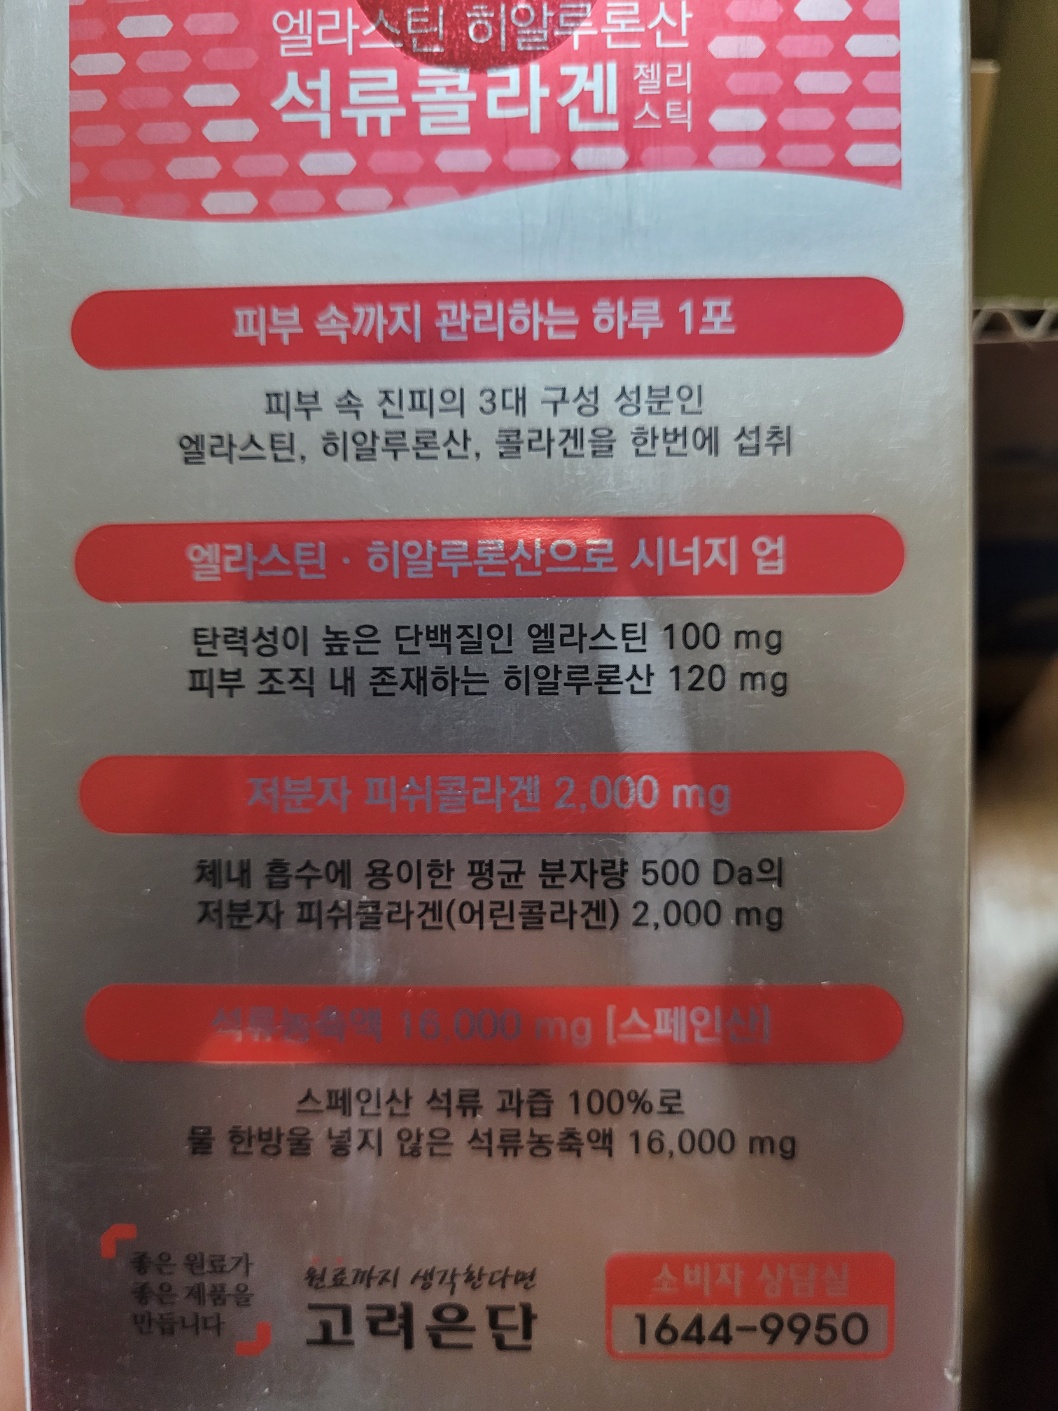 엘라스틴 히알루론산
석류콜라겐 젤리
스틱
피부 속까지 관리하는 하루 1포
피부 속 진피의 3대 구성 성분인
엘라스틴, 히알루론산, 콜라겐을 한번에 섭취
엘라스틴 · 히알루론산으로 시너지 업
탄력성이 높은 단백질인 엘라스틴 100 mg
피부 조직 내 존재하는 히알루론산 120 mg
저분자 피쉬콜라겐 2,000 mg
체내 흡수에 용이한 평균 분자량 500 Da의
저분자 피쉬콜라겐(어린콜라겐) 2,000 mg
석류농축액 16,000 mg [스페인산]
스페인산 석류 과즙 100%로
물 한방울 넣지 않은 석류농축액 16,000 mg
좋은 원료가
좋은 제품을
만듭니다
원료까지 생각한다면
고려은단
소비자 상담실
1644-9950